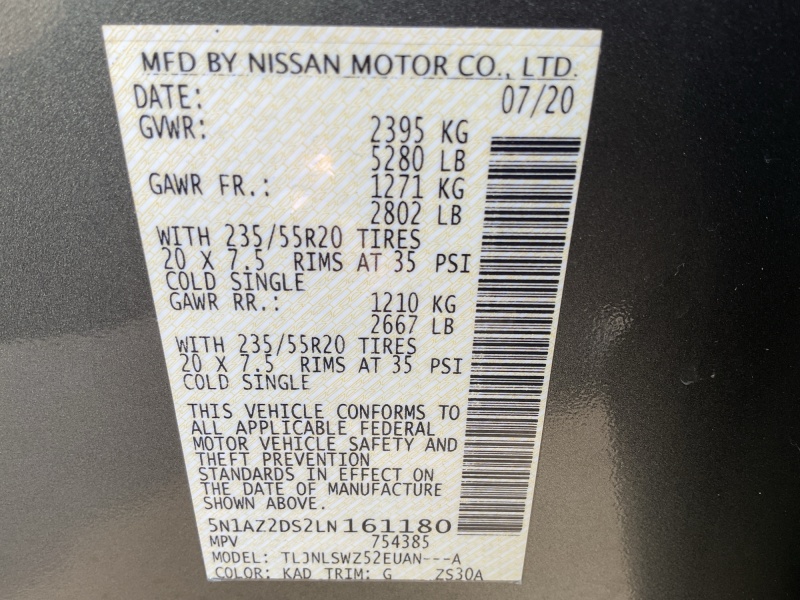 MFD BY NISSAN MOTOR CO., LTD.
DATE: 07/20
GVWR: 2395 KG
5280 LB
GAWR FR.: 1271 KG
2802 LB
WITH 235/55R20 TIRES
20 X 7.5 RIMS AT 35 PSI
COLD SINGLE
GAWR RR.: 1210 KG
2667 LB
WITH 235/55R20 TIRES
20 X 7.5 RIMS AT 35 PSI
COLD SINGLE
THIS VEHICLE CONFORMS TO
ALL APPLICABLE FEDERAL
MOTOR VEHICLE SAFETY AND
THEFT PREVENTION
STANDARDS IN EFFECT ON
THE DATE OF MANUFACTURE
SHOWN ABOVE.
5N1AZ2DS2LN161180
MPV 754385
MODEL: TLJNLSWZ52EUAN---A
COLOR: KAD TRIM: G ZS30A